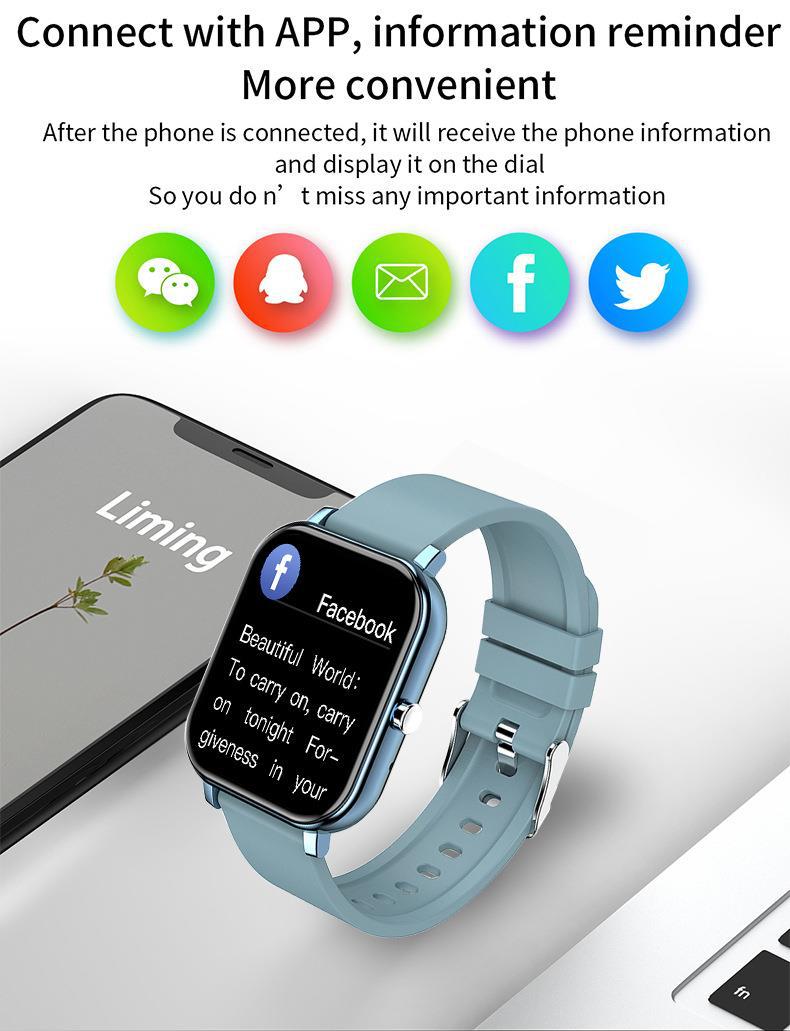 Connect with APP, information reminder
More convenient
After the phone is connected, it will receive the phone information
and display it on the dial
So you do n’ t miss any important information
f
Liming
f
Facebook
Beautiful World:
To carry on, carry
on tonight For-
giveness in your
fn